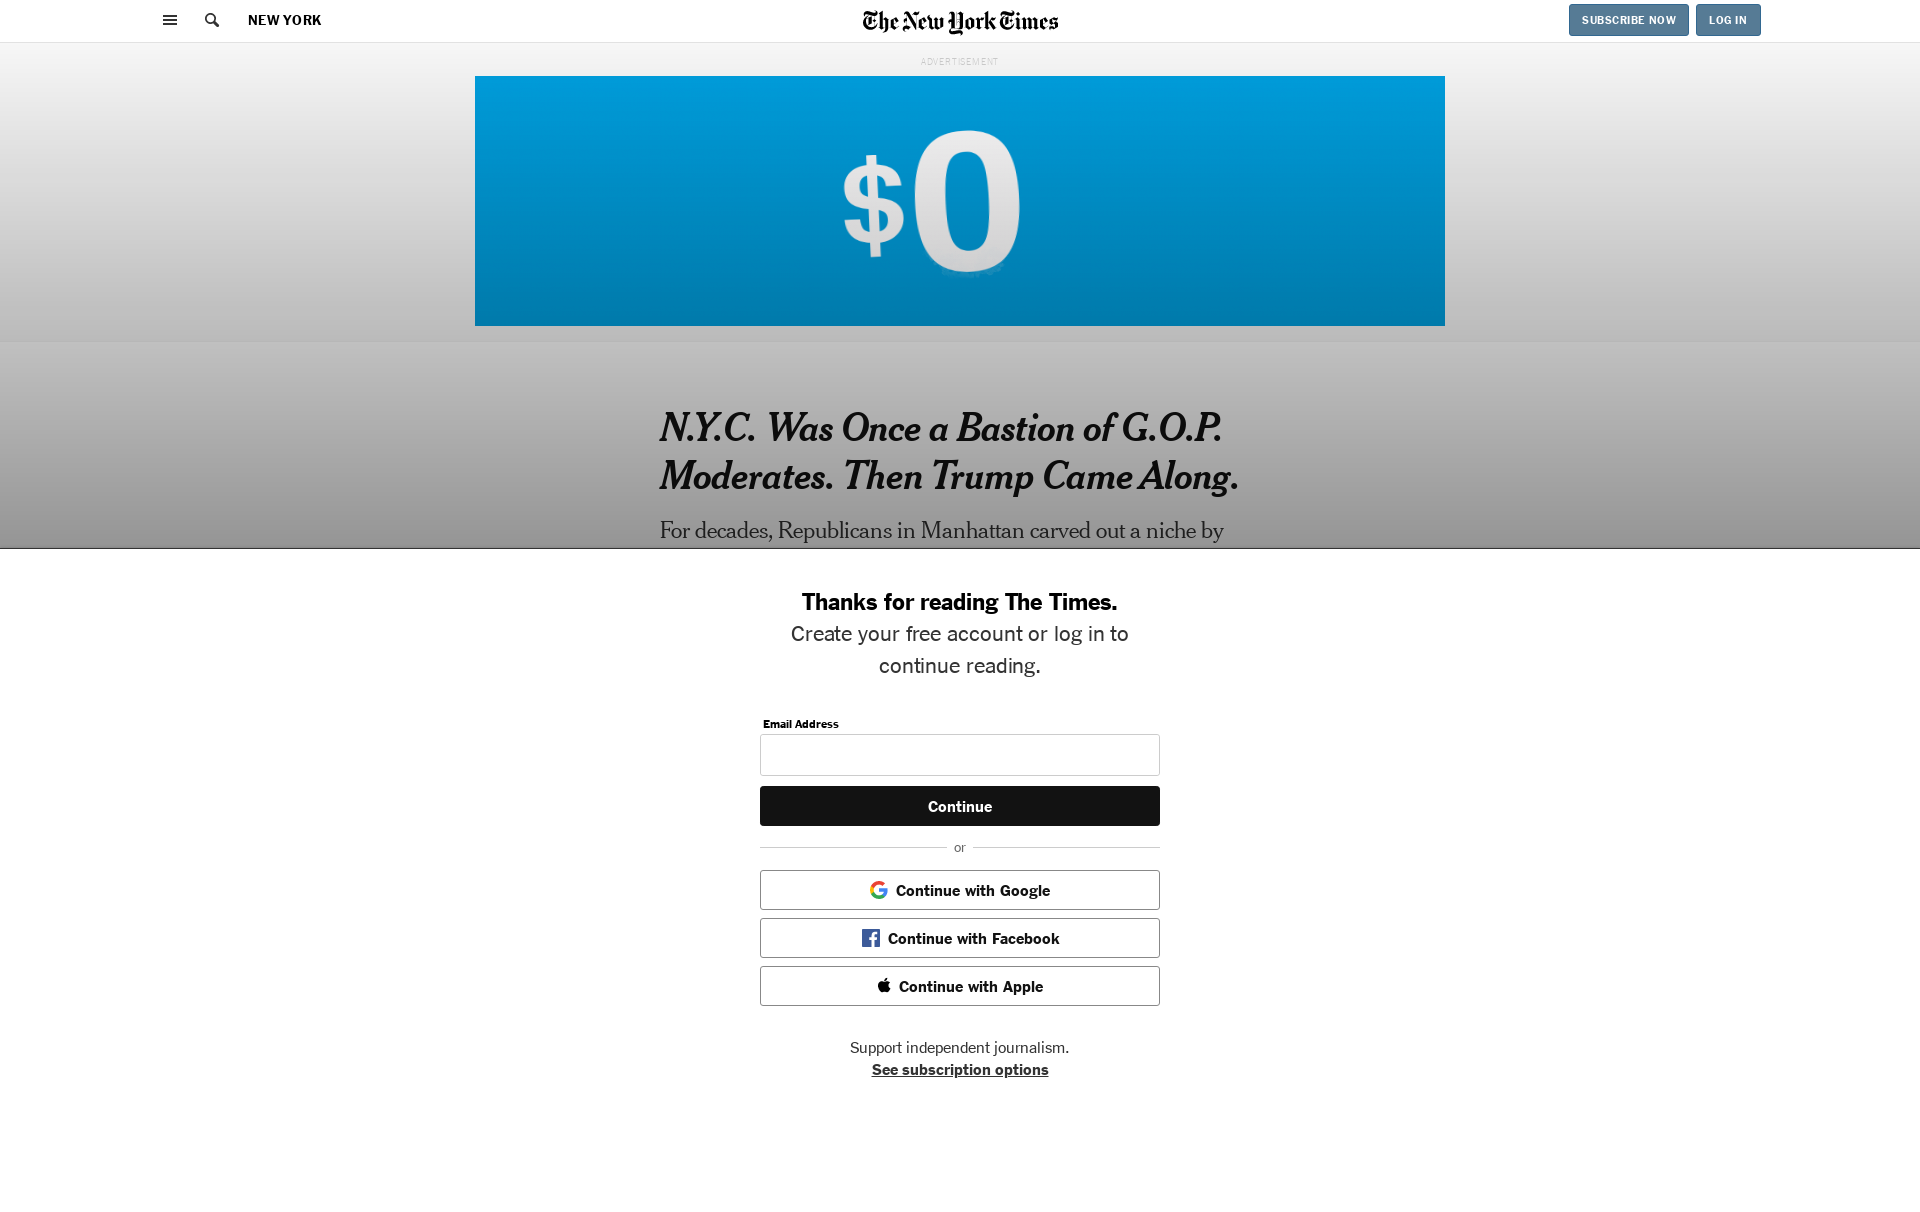 NEW YORK
The New York Times
SUBSCRIBE NOW
LOG IN
ADVERTISEMENT
$0
N.Y.C. Was Once a Bastion of G.O.P.
Moderates. Then Trump Came Along.
For decades, Republicans in Manhattan carved out a niche by
Thanks for reading The Times.
Create your free account or log in to
continue reading.
Email Address
Continue
or
Continue with Google
Continue with Facebook
Continue with Apple
Support independent journalism.
See subscription options